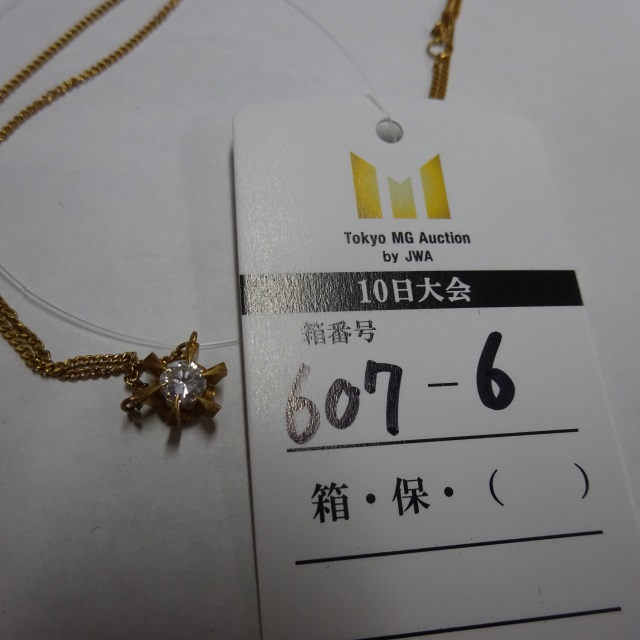 Tokyo MG Auction
by JWA
10日大会
箱番号
607-6
箱・保・(　　)